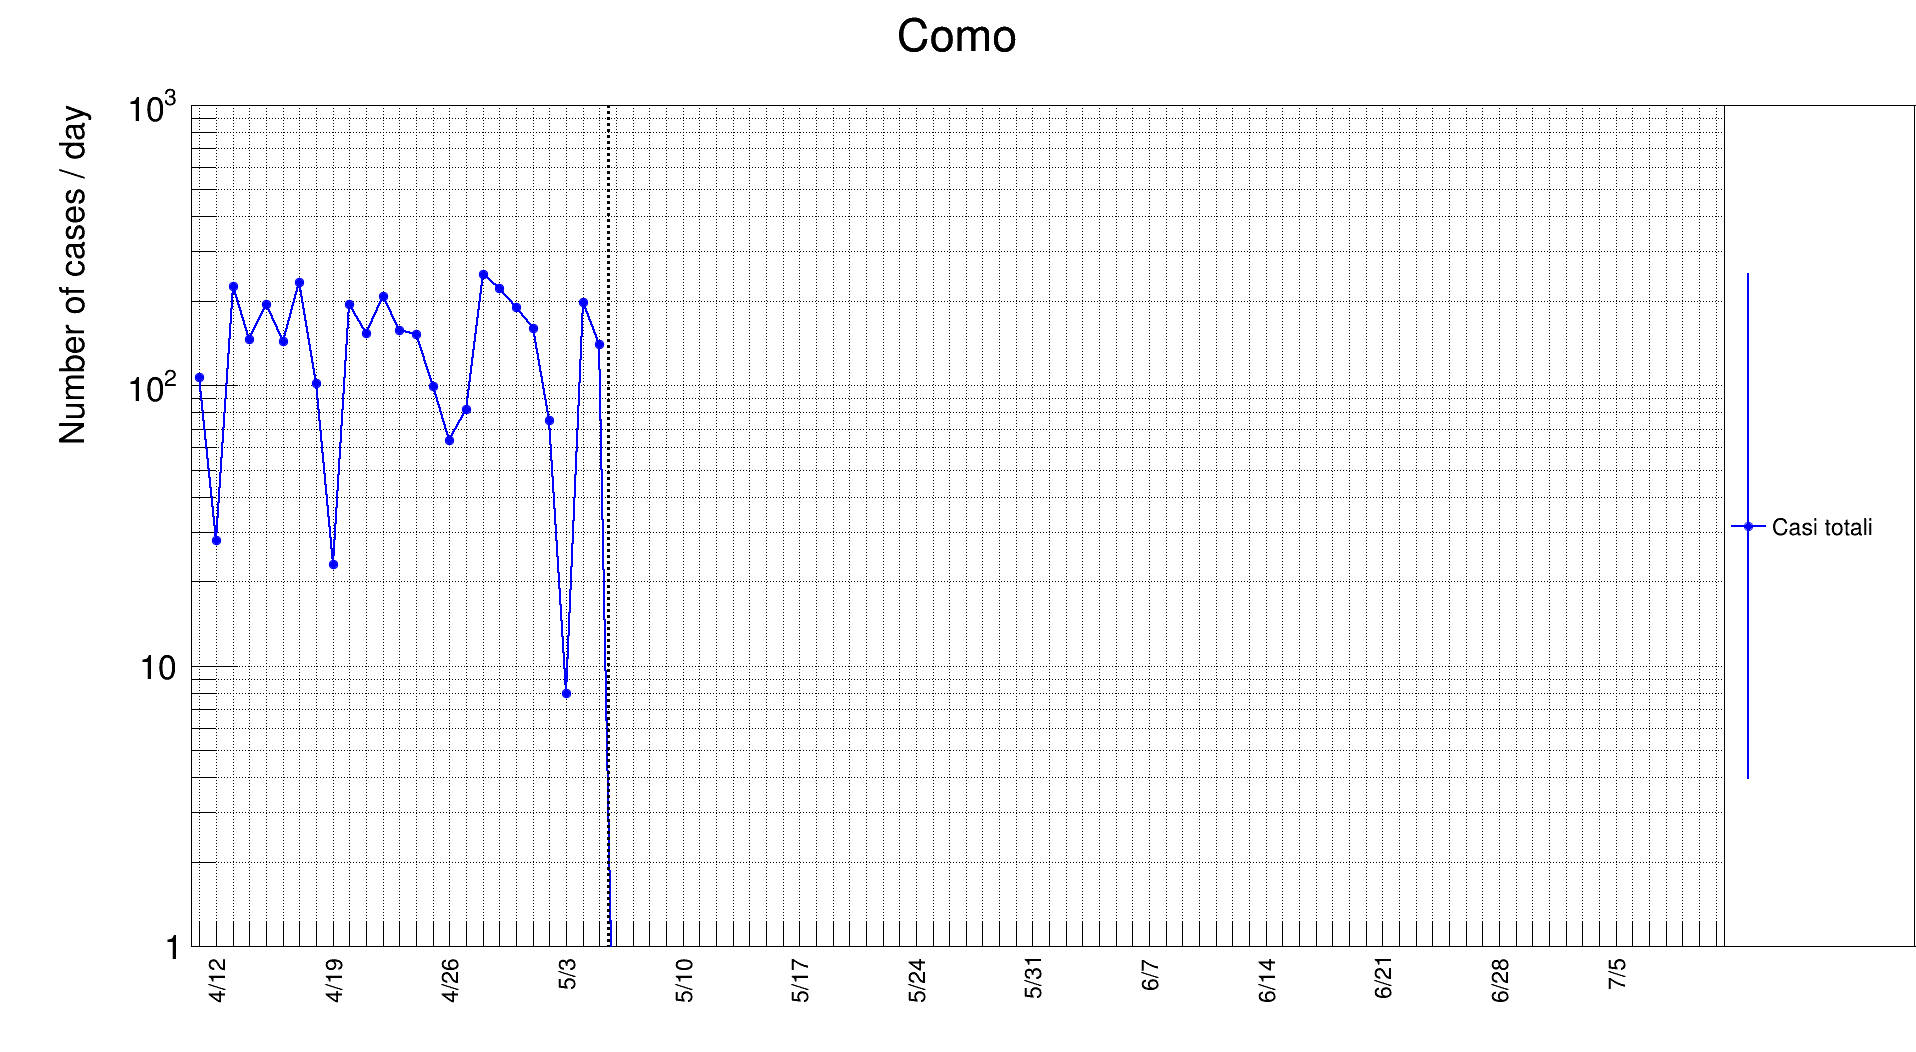 Como
Number of cases / day
10³
10²
10
1
4/12 4/19 4/26 5/3 5/10 5/17 5/24 5/31 6/7 6/14 6/21 6/28 7/5
Casi totali